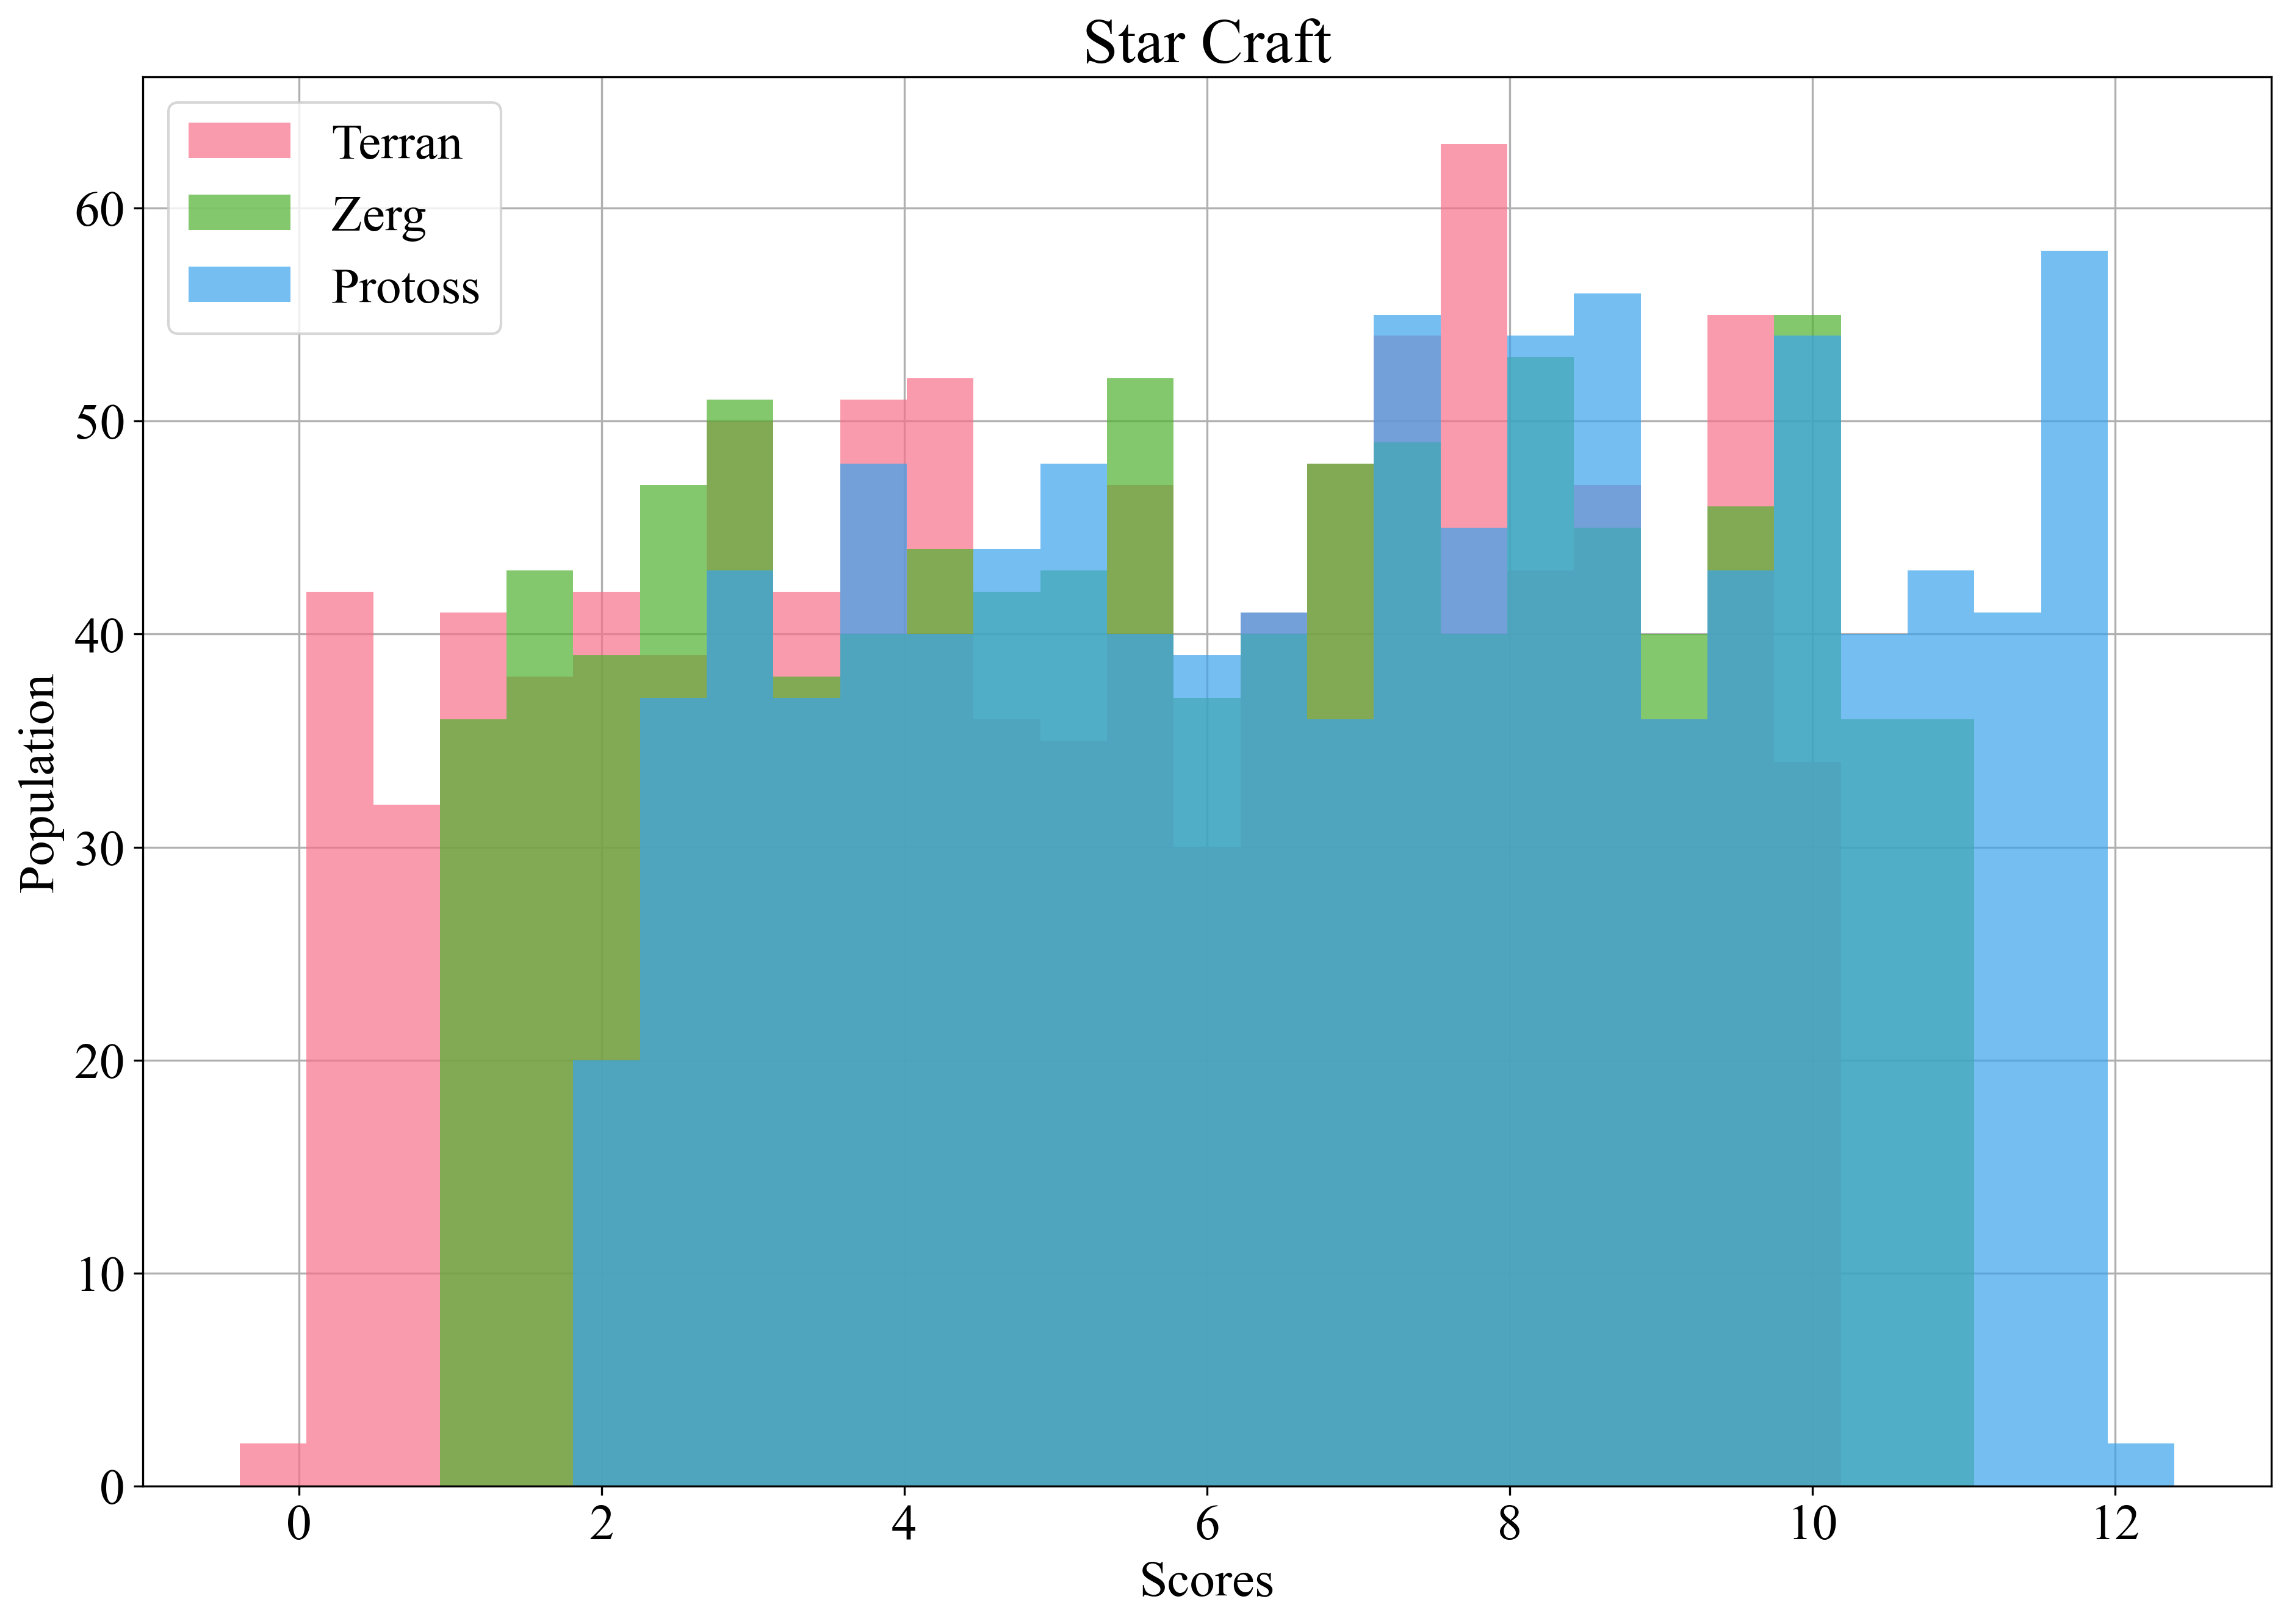 Star Craft
Terran
Zerg
Protoss
Population
60
50
40
30
20
10
0
0 2 4 6 8 10 12
Scores